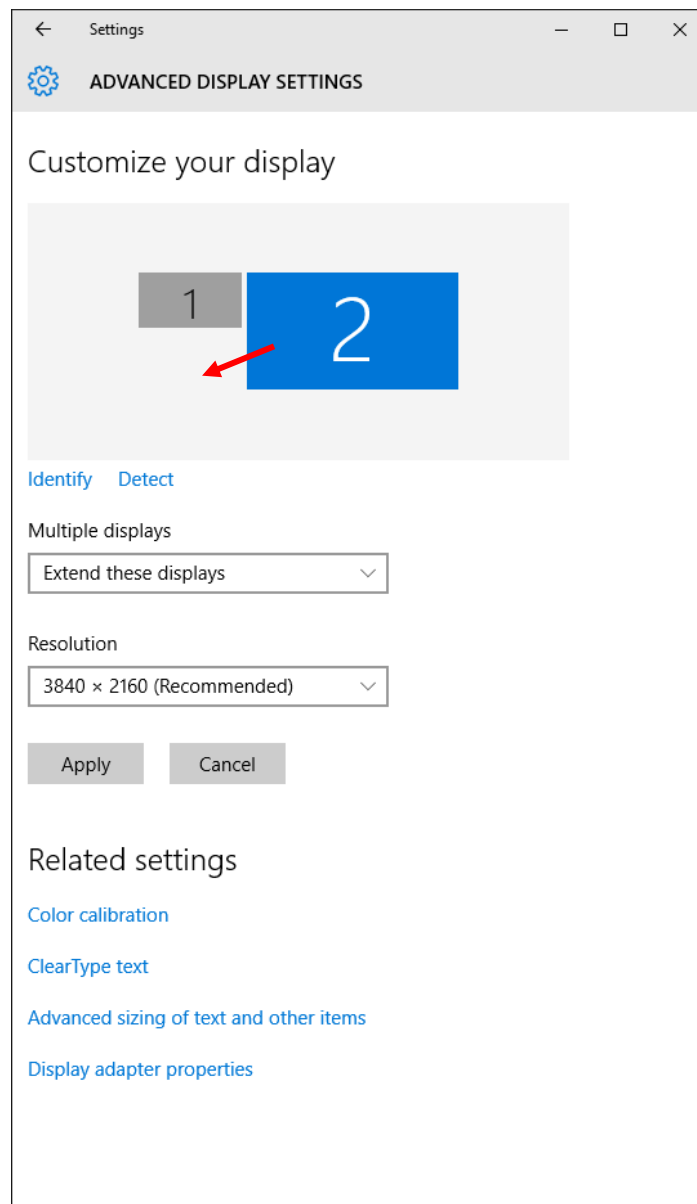 Settings
ADVANCED DISPLAY SETTINGS
Customize your display
1
2
Identify Detect
Multiple displays
Extend these displays
Resolution
3840 × 2160 (Recommended)
Apply Cancel
Related settings
Color calibration
ClearType text
Advanced sizing of text and other items
Display adapter properties